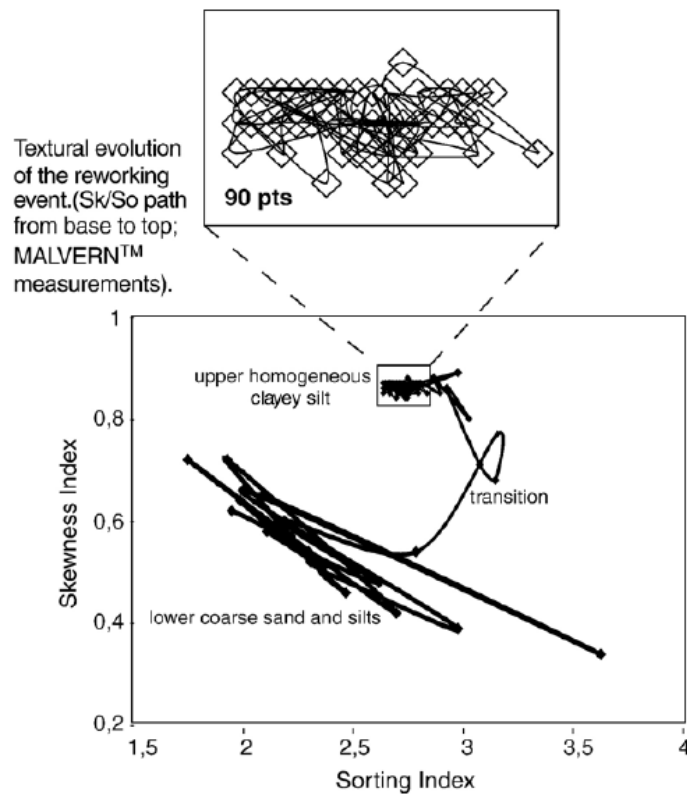 90 pts
Textural evolution
of the reworking
event.(Sk/So path
from base to top;
MALVERN™
measurements).
1
0,8
0,6
0,4
0,2
Skewness Index
upper homogeneous
clayey silt
transition
lower coarse sand and silts
1,5 2 2,5 3 3,5 4
Sorting Index